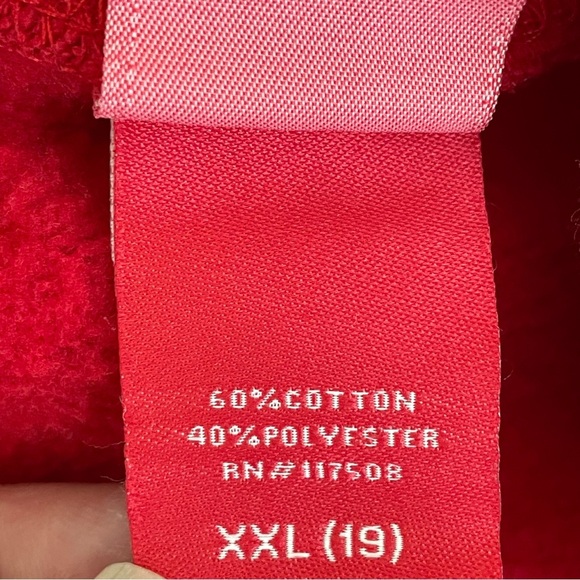 60%COTTON
40%POLYESTER
RN#117508
XXL (19)